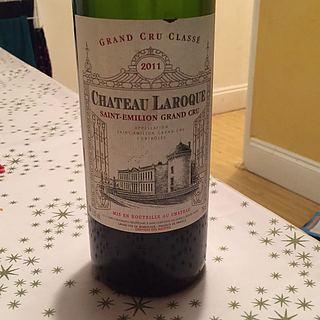 GRAND CRU CLASSÉ
2011
CHATEAU LAROQUE
SAINT-EMILION GRAND CRU
APPELLATION
SAINT-EMILION GRAND CRU
CONTRÔLÉE
MIS EN BOUTEILLE AU CHATEAU